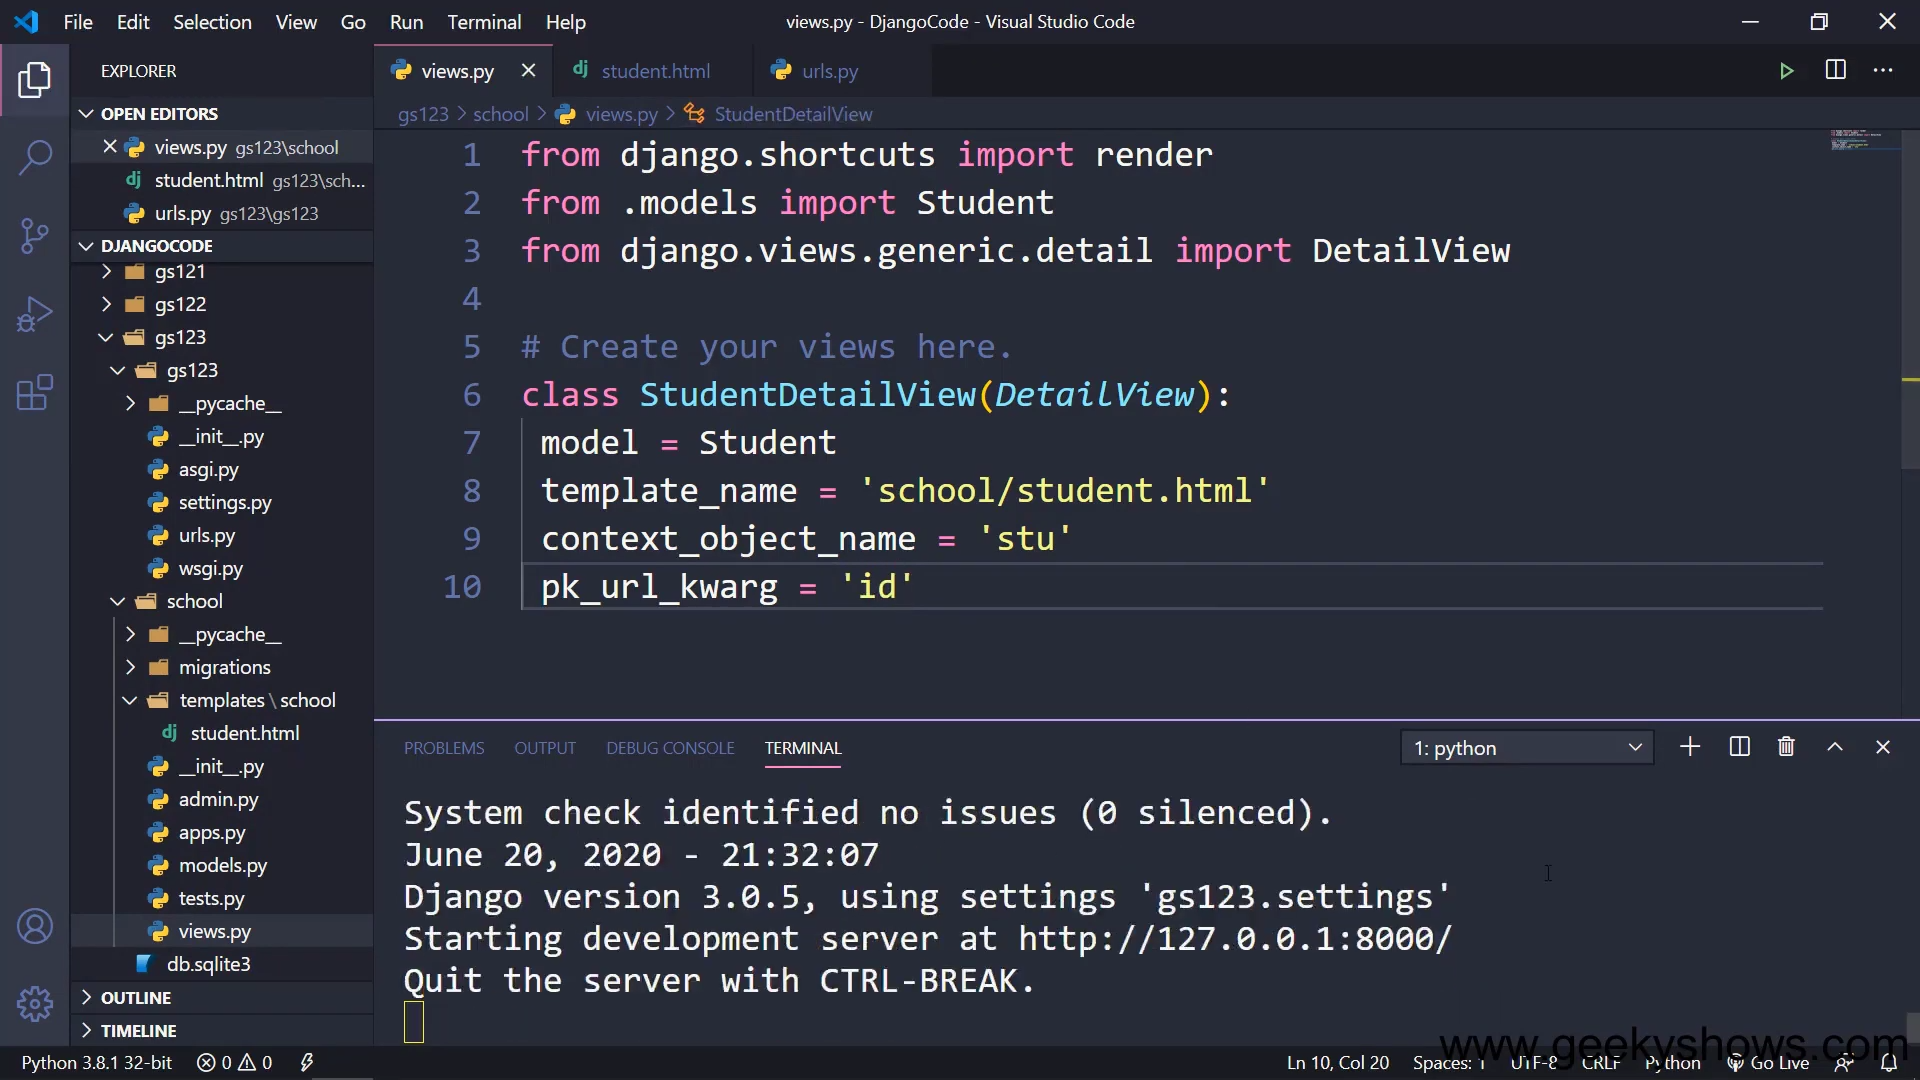 File Edit Selection View Go Run Terminal Help
views.py - DjangoCode - Visual Studio Code
EXPLORER
OPEN EDITORS
views.py gs123\school
student.html gs123\sch...
urls.py gs123\gs123
DJANGOCODE
gs121
gs122
gs123
gs123
__pycache__
__init__.py
asgi.py
settings.py
urls.py
wsgi.py
school
__pycache__
migrations
templates\school
student.html
__init__.py
admin.py
apps.py
models.py
tests.py
views.py
db.sqlite3
OUTLINE
TIMELINE
views.py student.html urls.py
gs123 > school > views.py > StudentDetailView
1 from django.shortcuts import render
2 from .models import Student
3 from django.views.generic.detail import DetailView
4
5 # Create your views here.
6 class StudentDetailView(DetailView):
7 model = Student
8 template_name = 'school/student.html'
9 context_object_name = 'stu'
10 pk_url_kwarg = 'id'
PROBLEMS OUTPUT DEBUG CONSOLE TERMINAL
1: python
System check identified no issues (0 silenced).
June 20, 2020 - 21:32:07
Django version 3.0.5, using settings 'gs123.settings'
Starting development server at http://127.0.0.1:8000/
Quit the server with CTRL-BREAK.
www.geekyshows.com
Python 3.8.1 32-bit 0 0 Ln 10, Col 20 Spaces: 1 UTF-8 CRLF Python Go Live